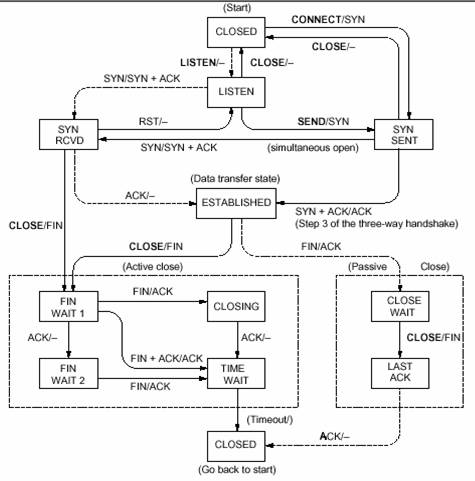 (Start)
CONNECT/SYN
CLOSED
CLOSE/–
LISTEN/–
CLOSE/–
SYN/SYN + ACK
LISTEN
SYN
RCVD
RST/–
SEND/SYN
SYN
SENT
SYN/SYN + ACK
(simultaneous open)
(Data transfer state)
ACK/–
ESTABLISHED
SYN + ACK/ACK
(Step 3 of the three-way handshake)
CLOSE/FIN
CLOSE/FIN
FIN/ACK
(Active close)
(Passive Close)
FIN
WAIT 1
FIN/ACK
CLOSING
CLOSE
WAIT
ACK/–
ACK/–
CLOSE/FIN
FIN + ACK/ACK
FIN
WAIT 2
FIN/ACK
TIME
WAIT
LAST
ACK
(Timeout/)
CLOSED
ACK/–
(Go back to start)